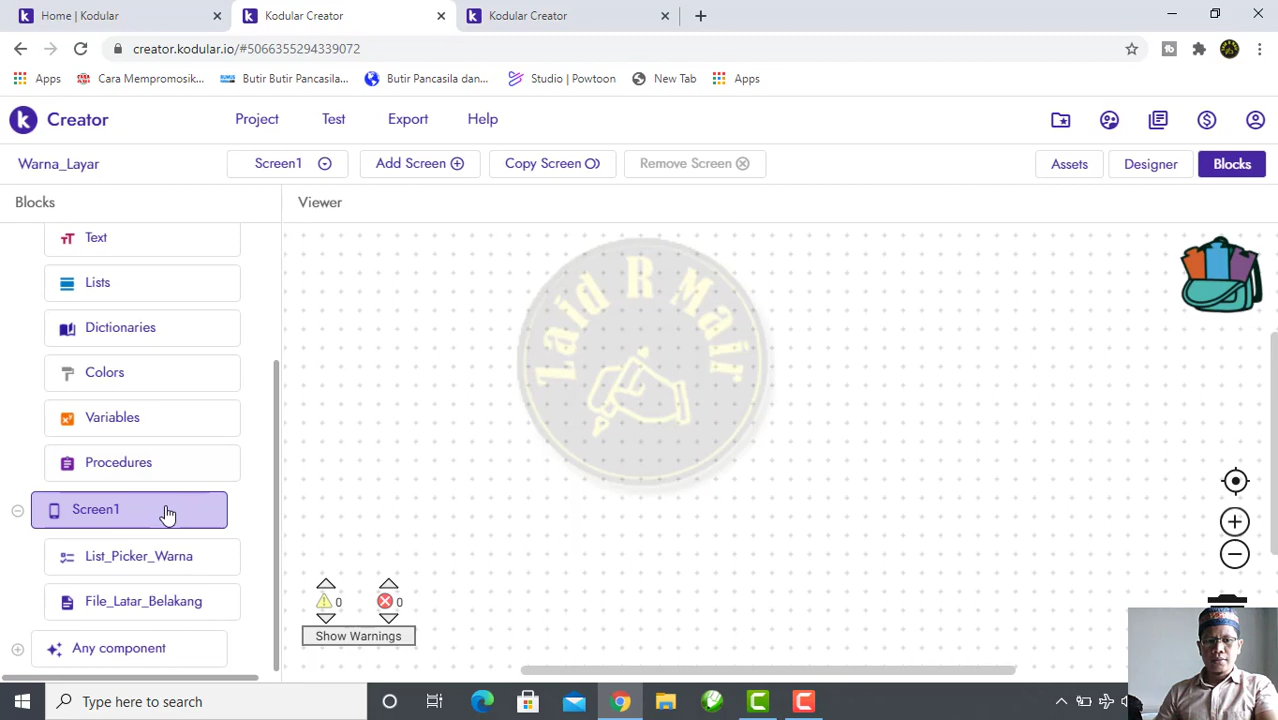 Home | Kodular
Kodular Creator
Kodular Creator
creator.kodular.io/#5066355294339072
Apps
Cara Mempromosik...
Butir Butir Pancasila...
Butir Pancasila dan...
Studio | Powtoon
New Tab
Apps
Creator
Project
Test
Export
Help
Warna_Layar
Screen1
Add Screen
Copy Screen
Remove Screen
Assets
Designer
Blocks
Blocks
Viewer
Text
Lists
Dictionaries
Colors
Variables
Procedures
Screen1
List_Picker_Warna
File_Latar_Belakang
Any component
Laid R Mair
0
0
Show Warnings
Type here to search